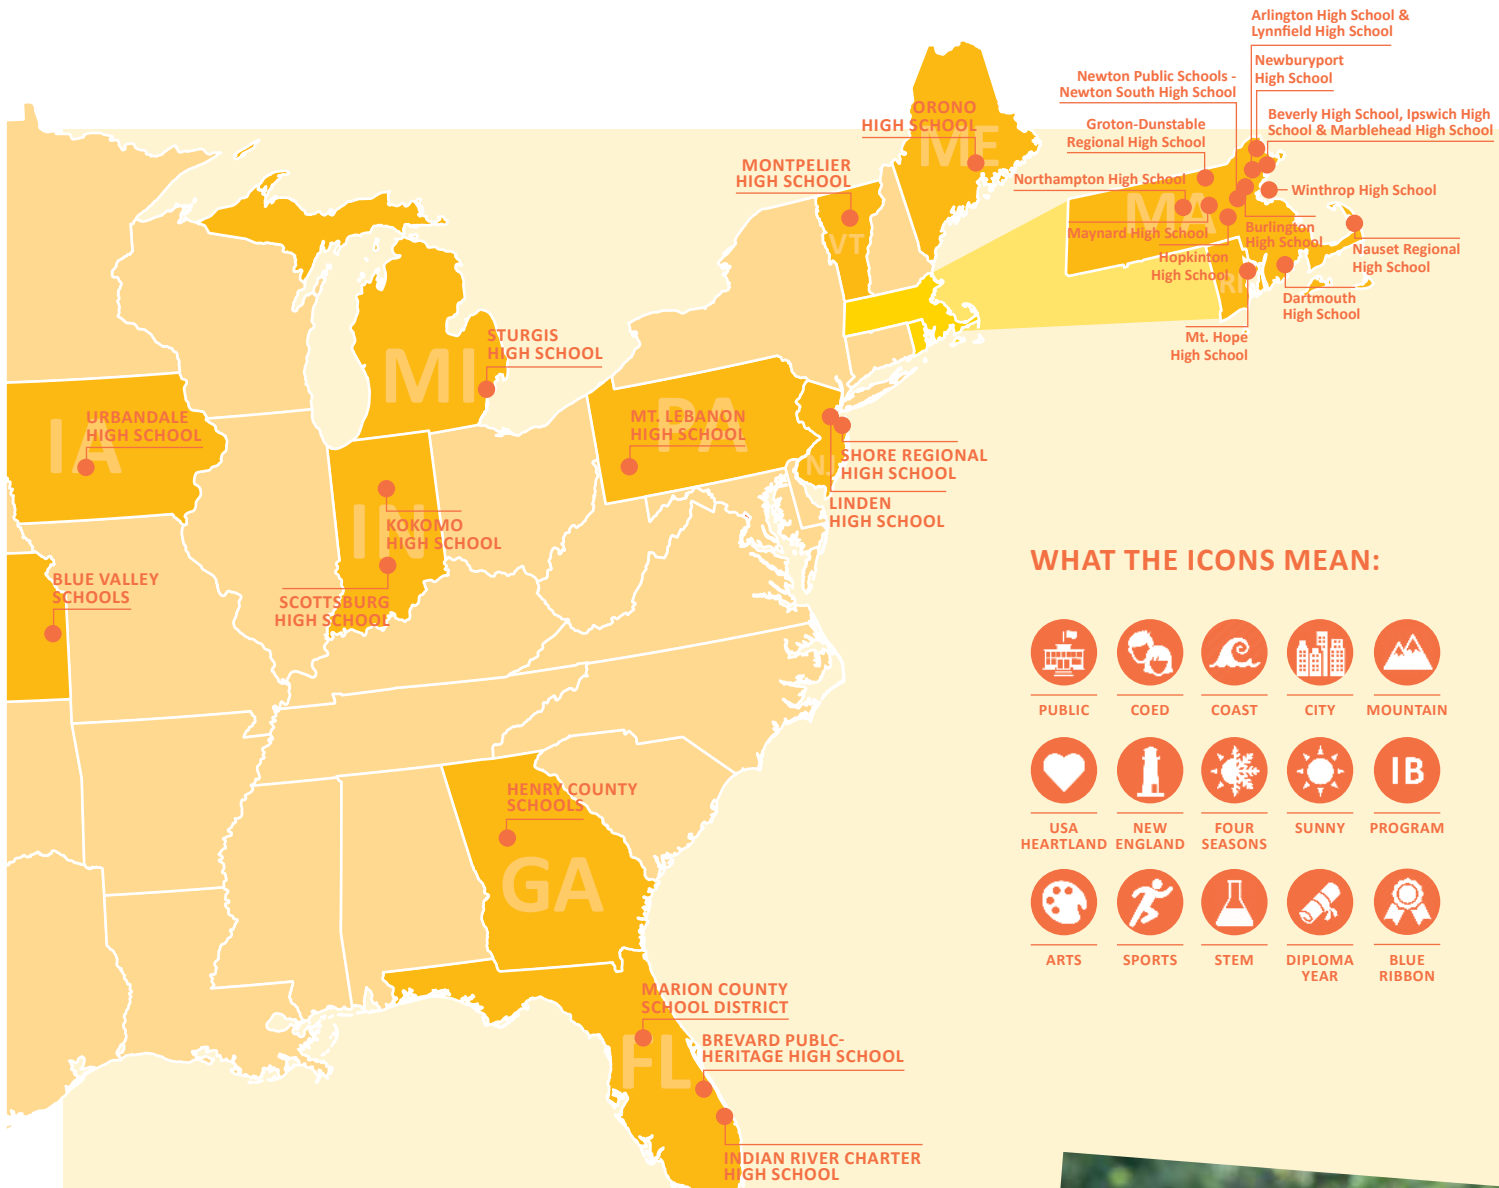 Arlington High School &
Lynnfield High School
Newburyport
High School
Newton Public Schools -
Newton South High School
Beverly High School, Ipswich High
School & Marblehead High School
Groton-Dunstable
Regional High School
Northampton High School
Winthrop High School
MA
Maynard High School
Burlington
High School
Hopkinton
High School
Nauset Regional
High School
RI
Dartmouth
High School
Mt. Hope
High School
ORONO
HIGH SCHOOL
ME
MONTPELIER
HIGH SCHOOL
VT
STURGIS
HIGH SCHOOL
MI
URBANDALE
HIGH SCHOOL
IA
MT. LEBANON
HIGH SCHOOL
PA
NJ
SHORE REGIONAL
HIGH SCHOOL
LINDEN
HIGH SCHOOL
KOKOMO
HIGH SCHOOL
IN
SCOTTSBURG
HIGH SCHOOL
BLUE VALLEY
SCHOOLS
HENRY COUNTY
SCHOOLS
GA
MARION COUNTY
SCHOOL DISTRICT
FL
BREVARD PUBLC-
HERITAGE HIGH SCHOOL
INDIAN RIVER CHARTER
HIGH SCHOOL
WHAT THE ICONS MEAN:
PUBLIC
COED
COAST
CITY
MOUNTAIN
IB
USA
HEARTLAND
NEW
ENGLAND
FOUR
SEASONS
SUNNY
PROGRAM
ARTS
SPORTS
STEM
DIPLOMA
YEAR
BLUE
RIBBON